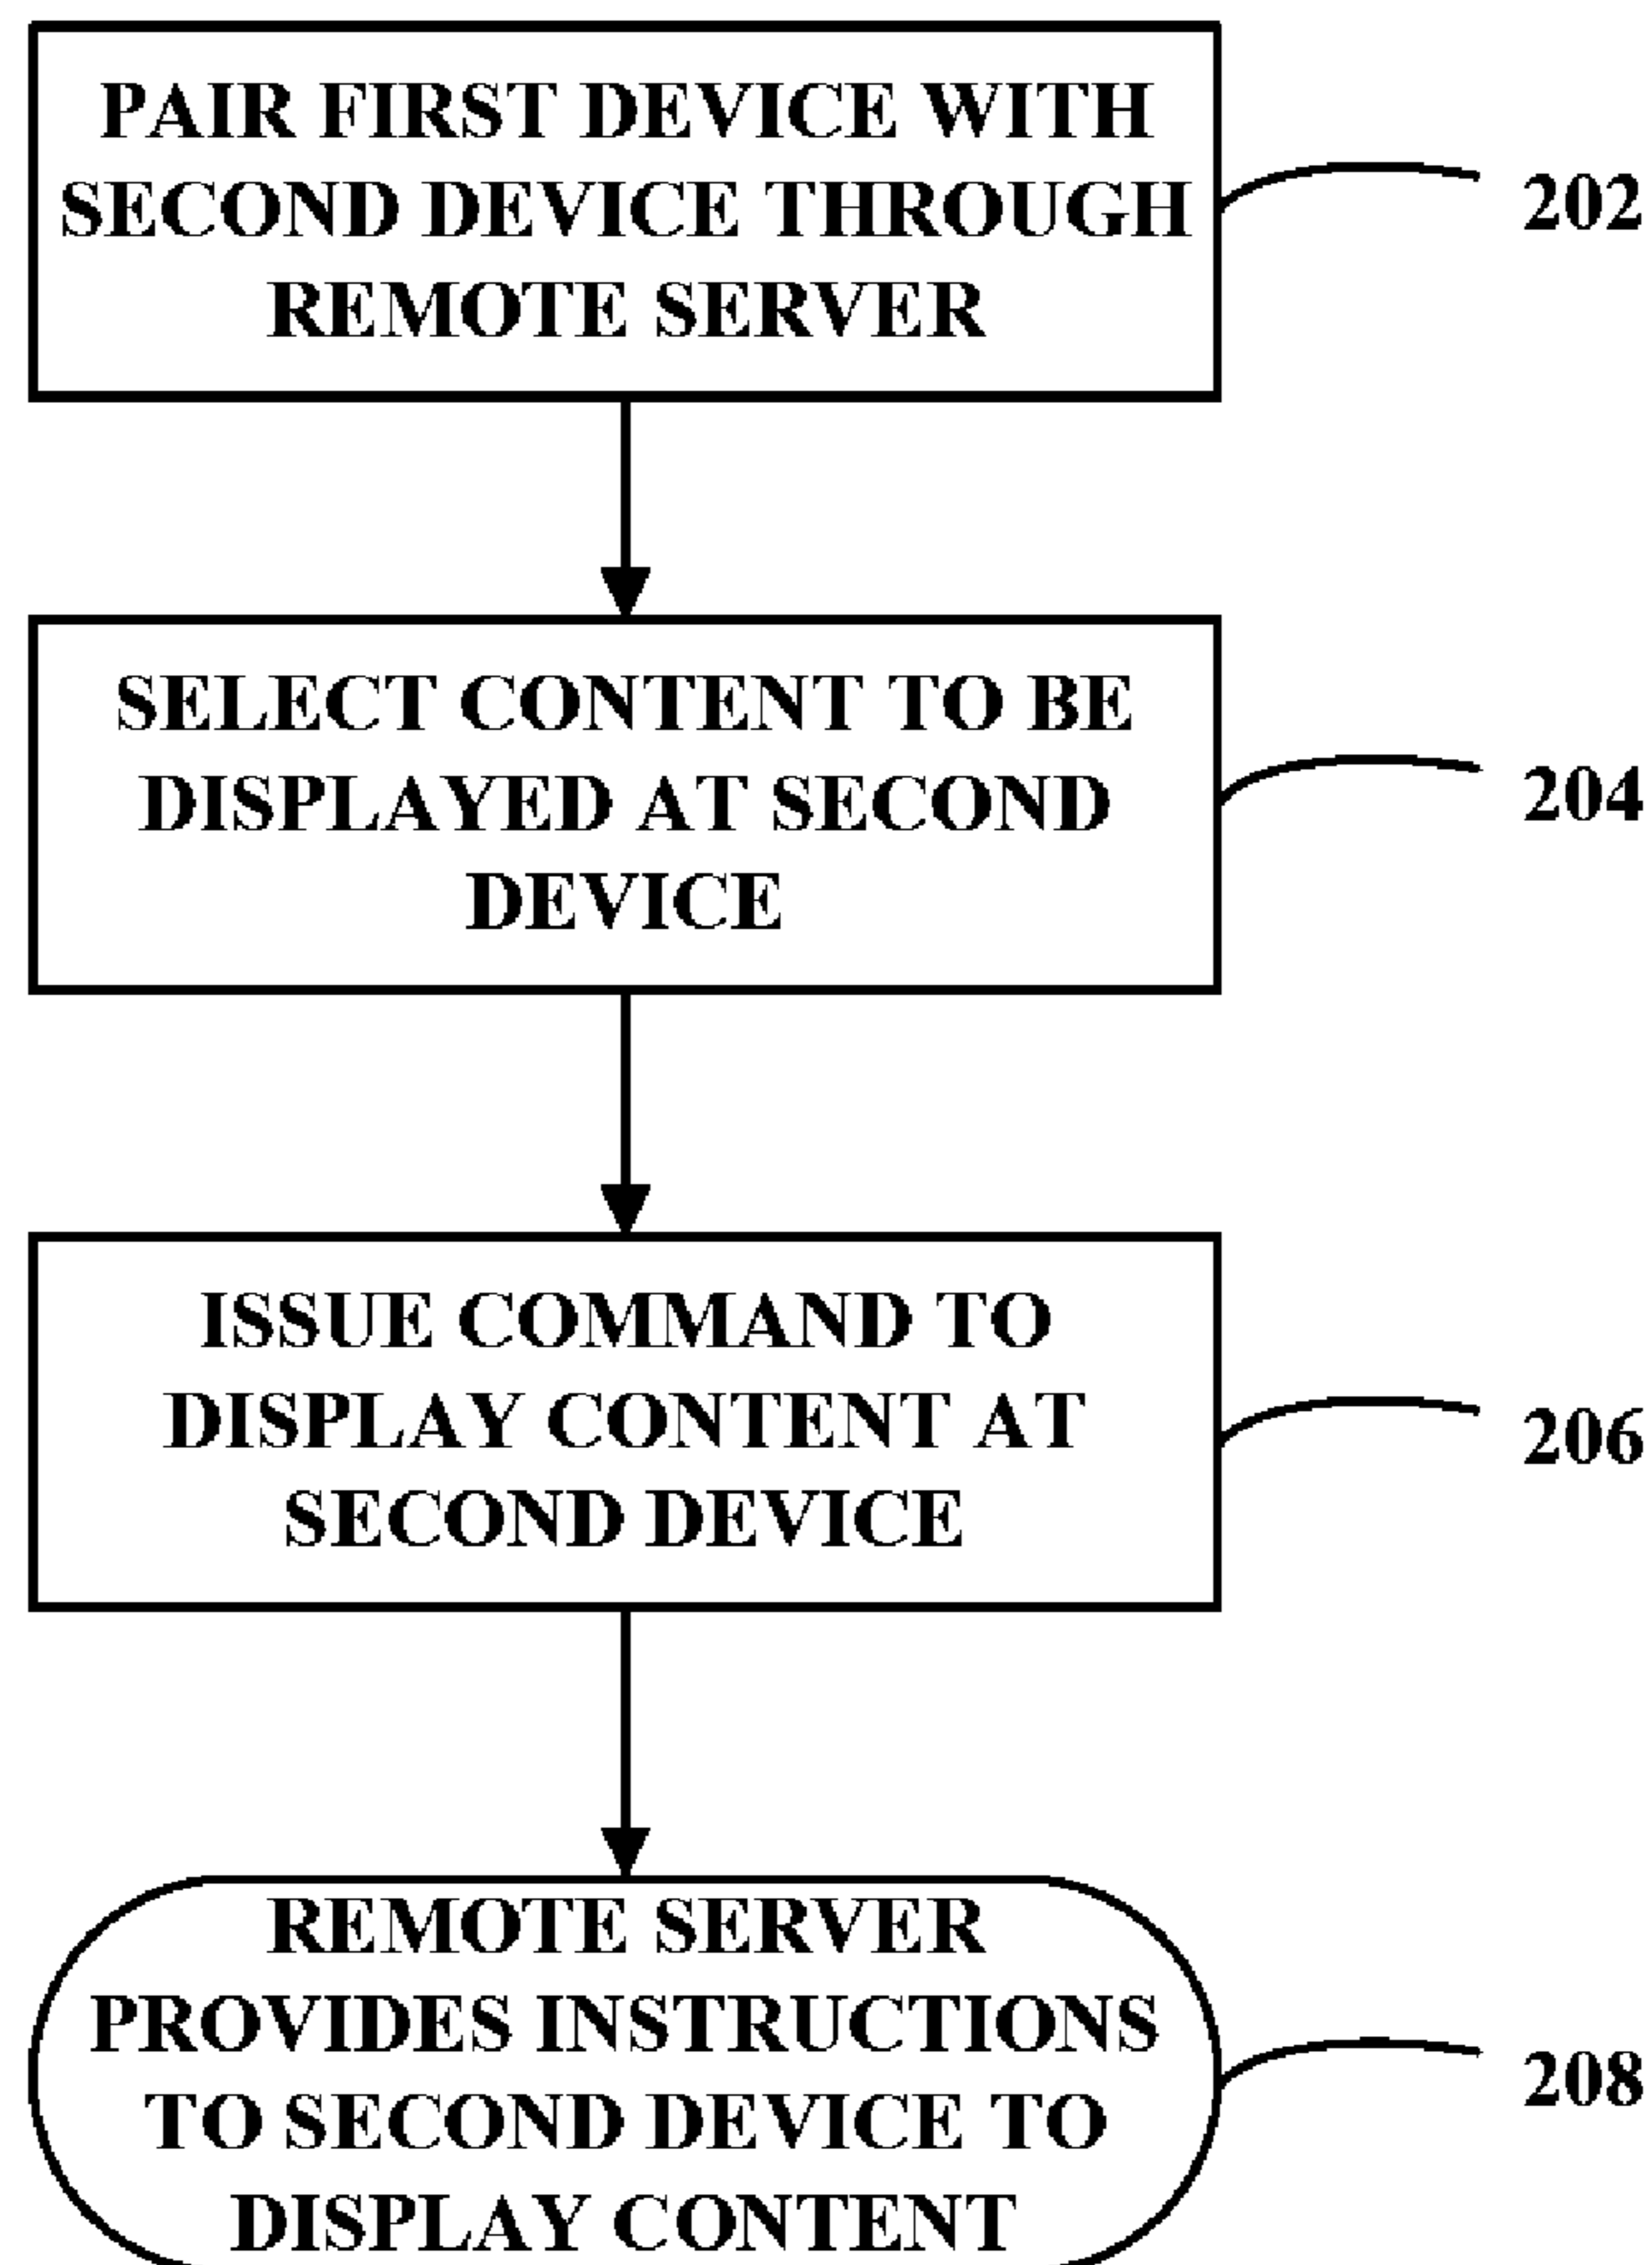 PAIR FIRST DEVICE WITH
SECOND DEVICE THROUGH
REMOTE SERVER
202
SELECT CONTENT TO BE
DISPLAYED AT SECOND
DEVICE
204
ISSUE COMMAND TO
DISPLAY CONTENT AT
SECOND DEVICE
206
REMOTE SERVER
PROVIDES INSTRUCTIONS
TO SECOND DEVICE TO
DISPLAY CONTENT
208